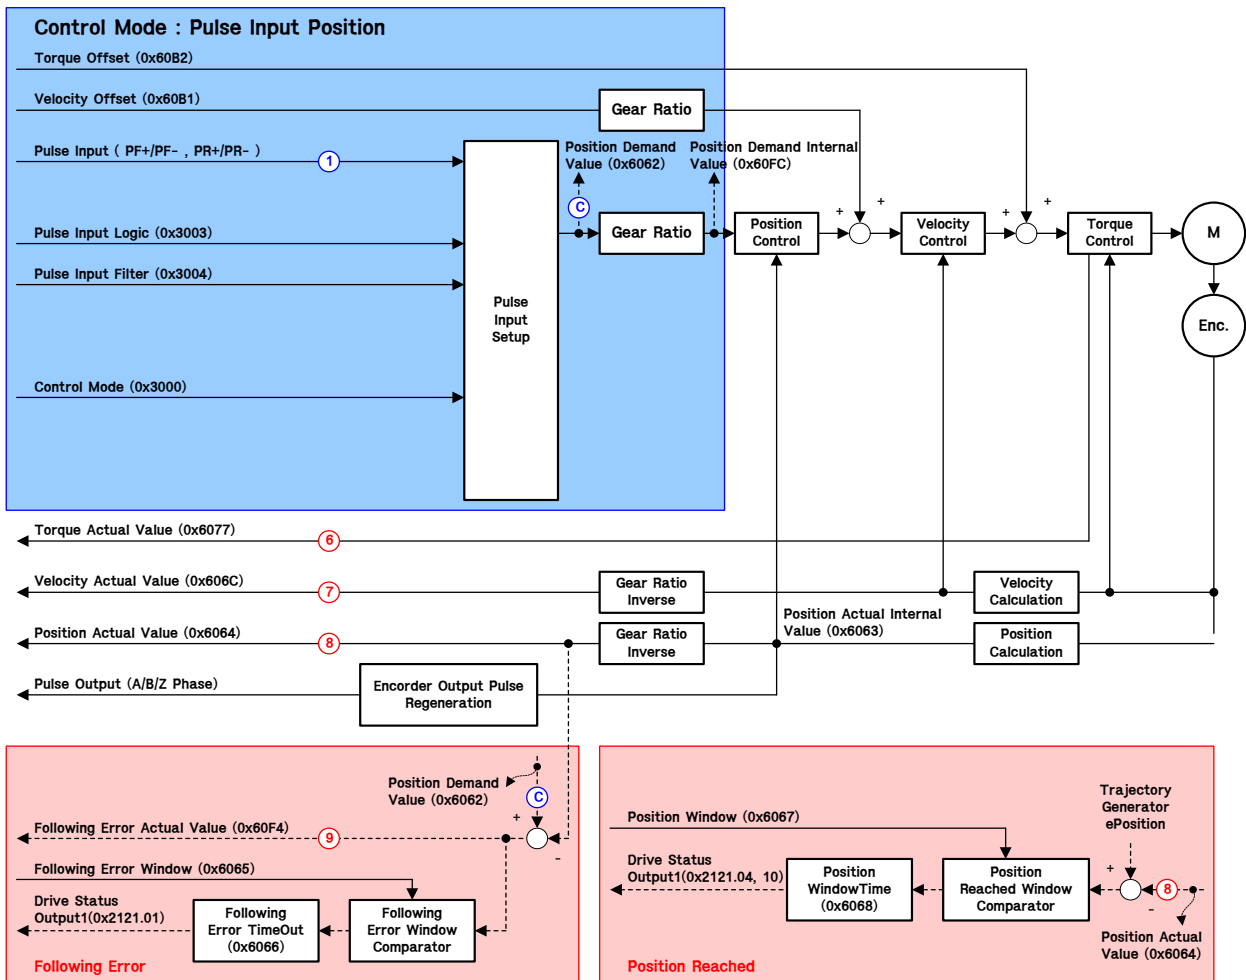 Control Mode : Pulse Input Position
Torque Offset (0x60B2)
Velocity Offset (0x60B1)
Gear Ratio
Pulse Input ( PF+/PF- , PR+/PR- )
1
Position Demand
Value (0x6062)
Position Demand Internal
Value (0x60FC)
C
+
+
+
+
Pulse Input Logic (0x3003)
Gear Ratio
Position
Control
Velocity
Control
Torque
Control
M
Pulse Input Filter (0x3004)
Pulse
Input
Setup
Enc.
Control Mode (0x3000)
Torque Actual Value (0x6077)
6
Velocity Actual Value (0x606C)
7
Gear Ratio
Inverse
Velocity
Calculation
Position Actual Internal
Value (0x6063)
Position Actual Value (0x6064)
8
Gear Ratio
Inverse
Position
Calculation
Pulse Output (A/B/Z Phase)
Encorder Output Pulse
Regeneration
Position Demand
Value (0x6062)
C
+
-
Following Error Actual Value (0x60F4)
9
Following Error Window (0x6065)
Drive Status
Output1(0x2121.01)
Following
Error TimeOut
(0x6066)
Following
Error Window
Comparator
Following Error
Trajectory
Generator
ePosition
Position Window (0x6067)
Drive Status
Output1(0x2121.04, 10)
Position
WindowTime
(0x6068)
Position
Reached Window
Comparator
+
-
8
Position Actual
Value (0x6064)
Position Reached